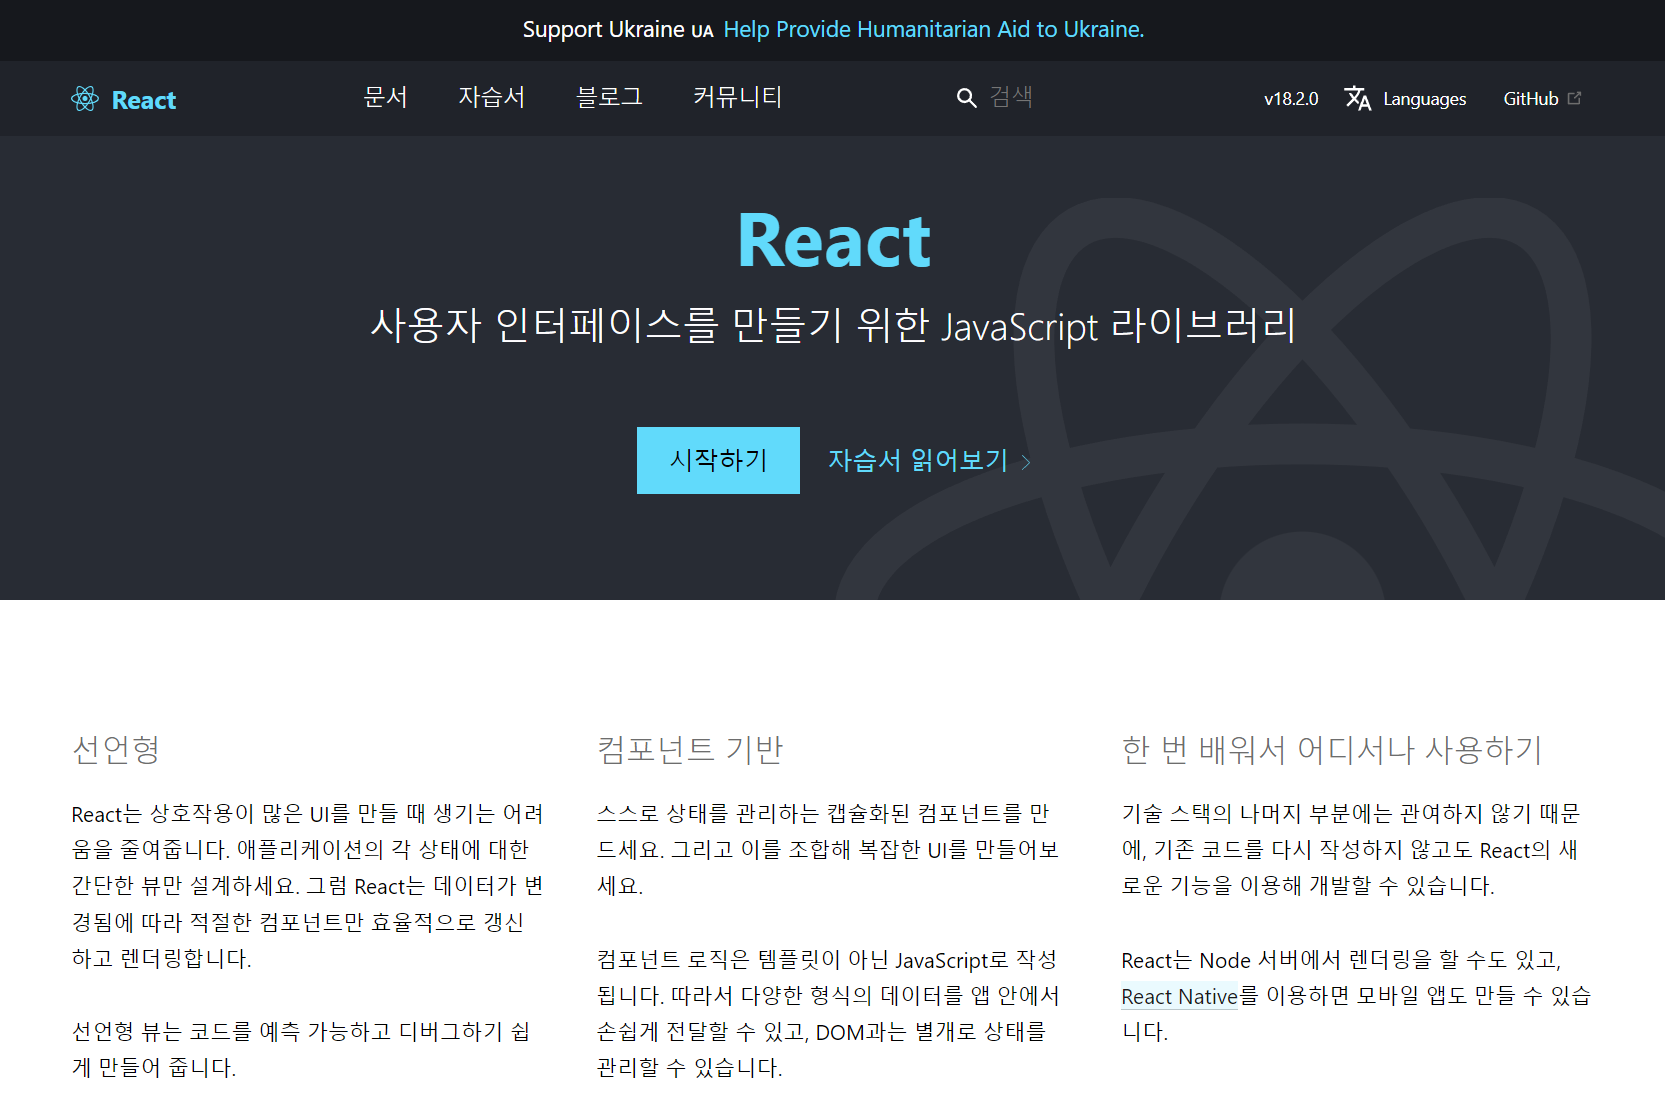 Support Ukraine UA Help Provide Humanitarian Aid to Ukraine.
React 문서 자습서 블로그 커뮤니티 검색 v18.2.0 Languages GitHub
React
사용자 인터페이스를 만들기 위한 JavaScript 라이브러리
시작하기 자습서 읽어보기
선언형
React는 상호작용이 많은 UI를 만들 때 생기는 어려
움을 줄여줍니다. 애플리케이션의 각 상태에 대한
간단한 뷰만 설계하세요. 그럼 React는 데이터가 변
경됨에 따라 적절한 컴포넌트만 효율적으로 갱신
하고 렌더링합니다.
선언형 뷰는 코드를 예측 가능하고 디버그하기 쉽
게 만들어 줍니다.
컴포넌트 기반
스스로 상태를 관리하는 캡슐화된 컴포넌트를 만
드세요. 그리고 이를 조합해 복잡한 UI를 만들어보
세요.
컴포넌트 로직은 템플릿이 아닌 JavaScript로 작성
됩니다. 따라서 다양한 형식의 데이터를 앱 안에서
손쉽게 전달할 수 있고, DOM과는 별개로 상태를
관리할 수 있습니다.
한 번 배워서 어디서나 사용하기
기술 스택의 나머지 부분에는 관여하지 않기 때문
에, 기존 코드를 다시 작성하지 않고도 React의 새
로운 기능을 이용해 개발할 수 있습니다.
React는 Node 서버에서 렌더링을 할 수도 있고,
React Native를 이용하면 모바일 앱도 만들 수 있습
니다.